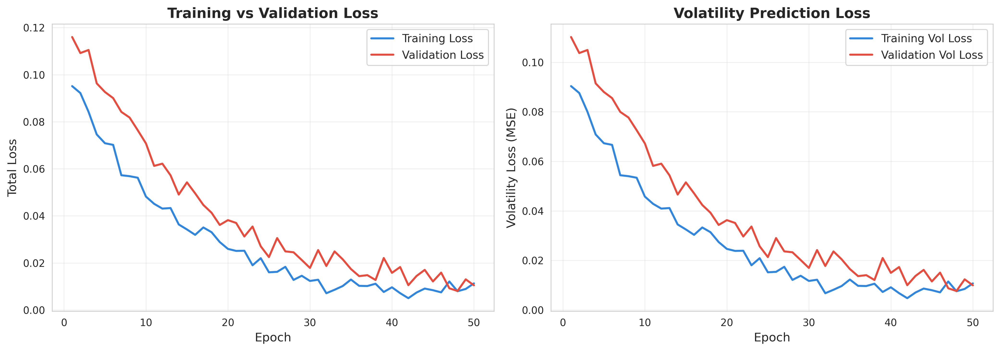 Training vs Validation Loss
Total Loss
0.12
0.10
0.08
0.06
0.04
0.02
0.00
Training Loss
Validation Loss
0 10 20 30 40 50
Epoch
Volatility Prediction Loss
Volatility Loss (MSE)
0.10
0.08
0.06
0.04
0.02
0.00
Training Vol Loss
Validation Vol Loss
0 10 20 30 40 50
Epoch